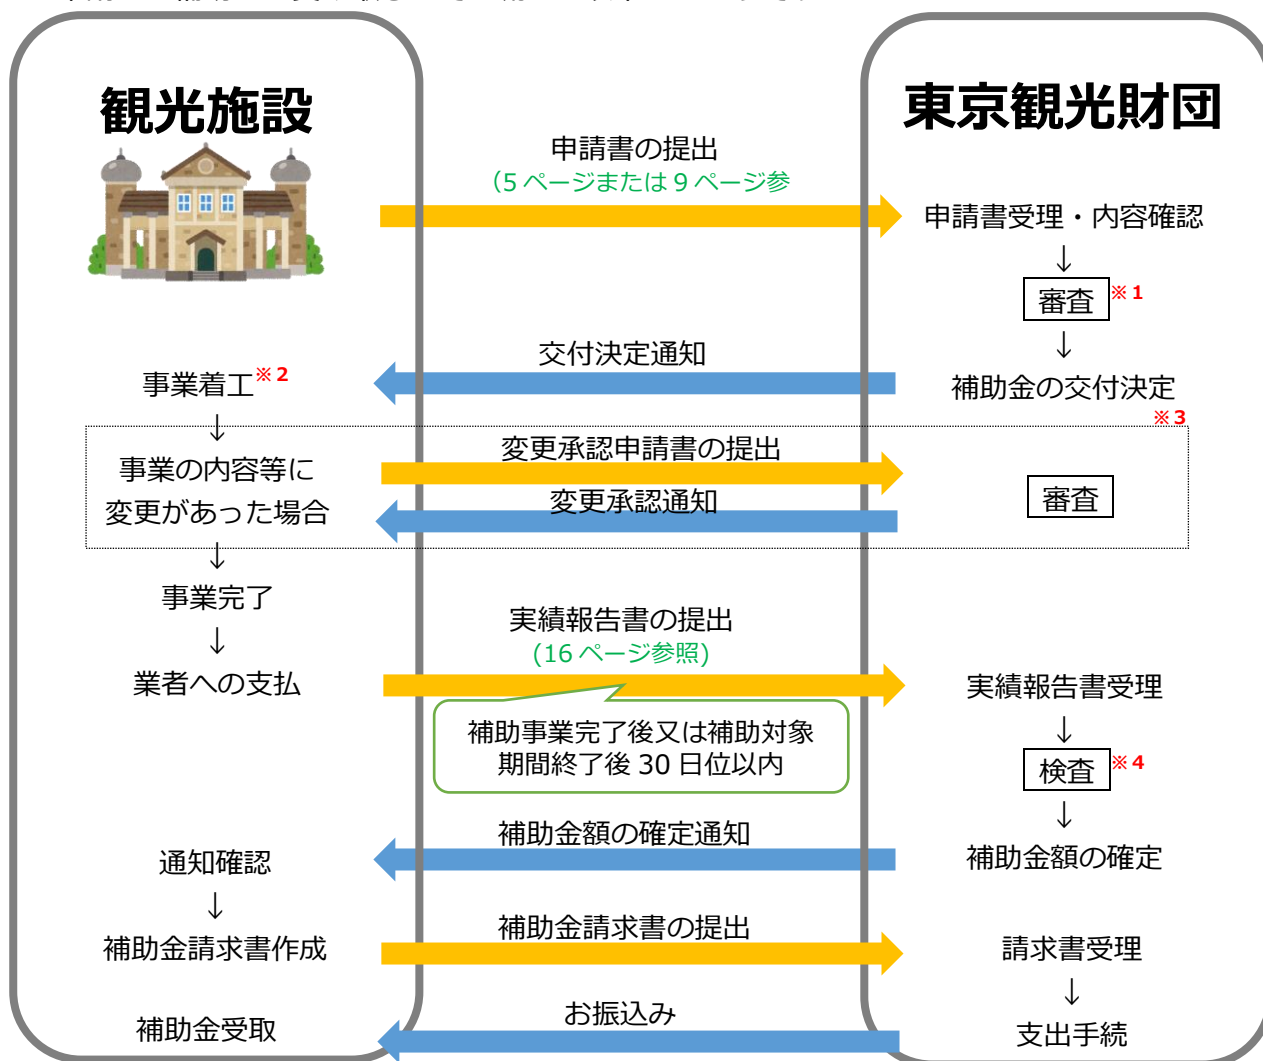 観光施設
東京観光財団
申請書の提出
（5 ページまたは 9 ページ参
申請書受理・内容確認
↓
審査 ※1
↓
交付決定通知
事業着工※2
補助金の交付決定
※3
↓
変更承認申請書の提出
事業の内容等に
変更があった場合
審査
変更承認通知
↓
事業完了
↓
業者への支払
実績報告書の提出
(16 ページ参照)
補助事業完了後又は補助対象
期間終了後 30 日位以内
実績報告書受理
↓
検査 ※4
↓
補助金額の確定通知
補助金額の確定
通知確認
↓
補助金請求書作成
補助金請求書の提出
請求書受理
↓
お振込み
補助金受取
支出手続